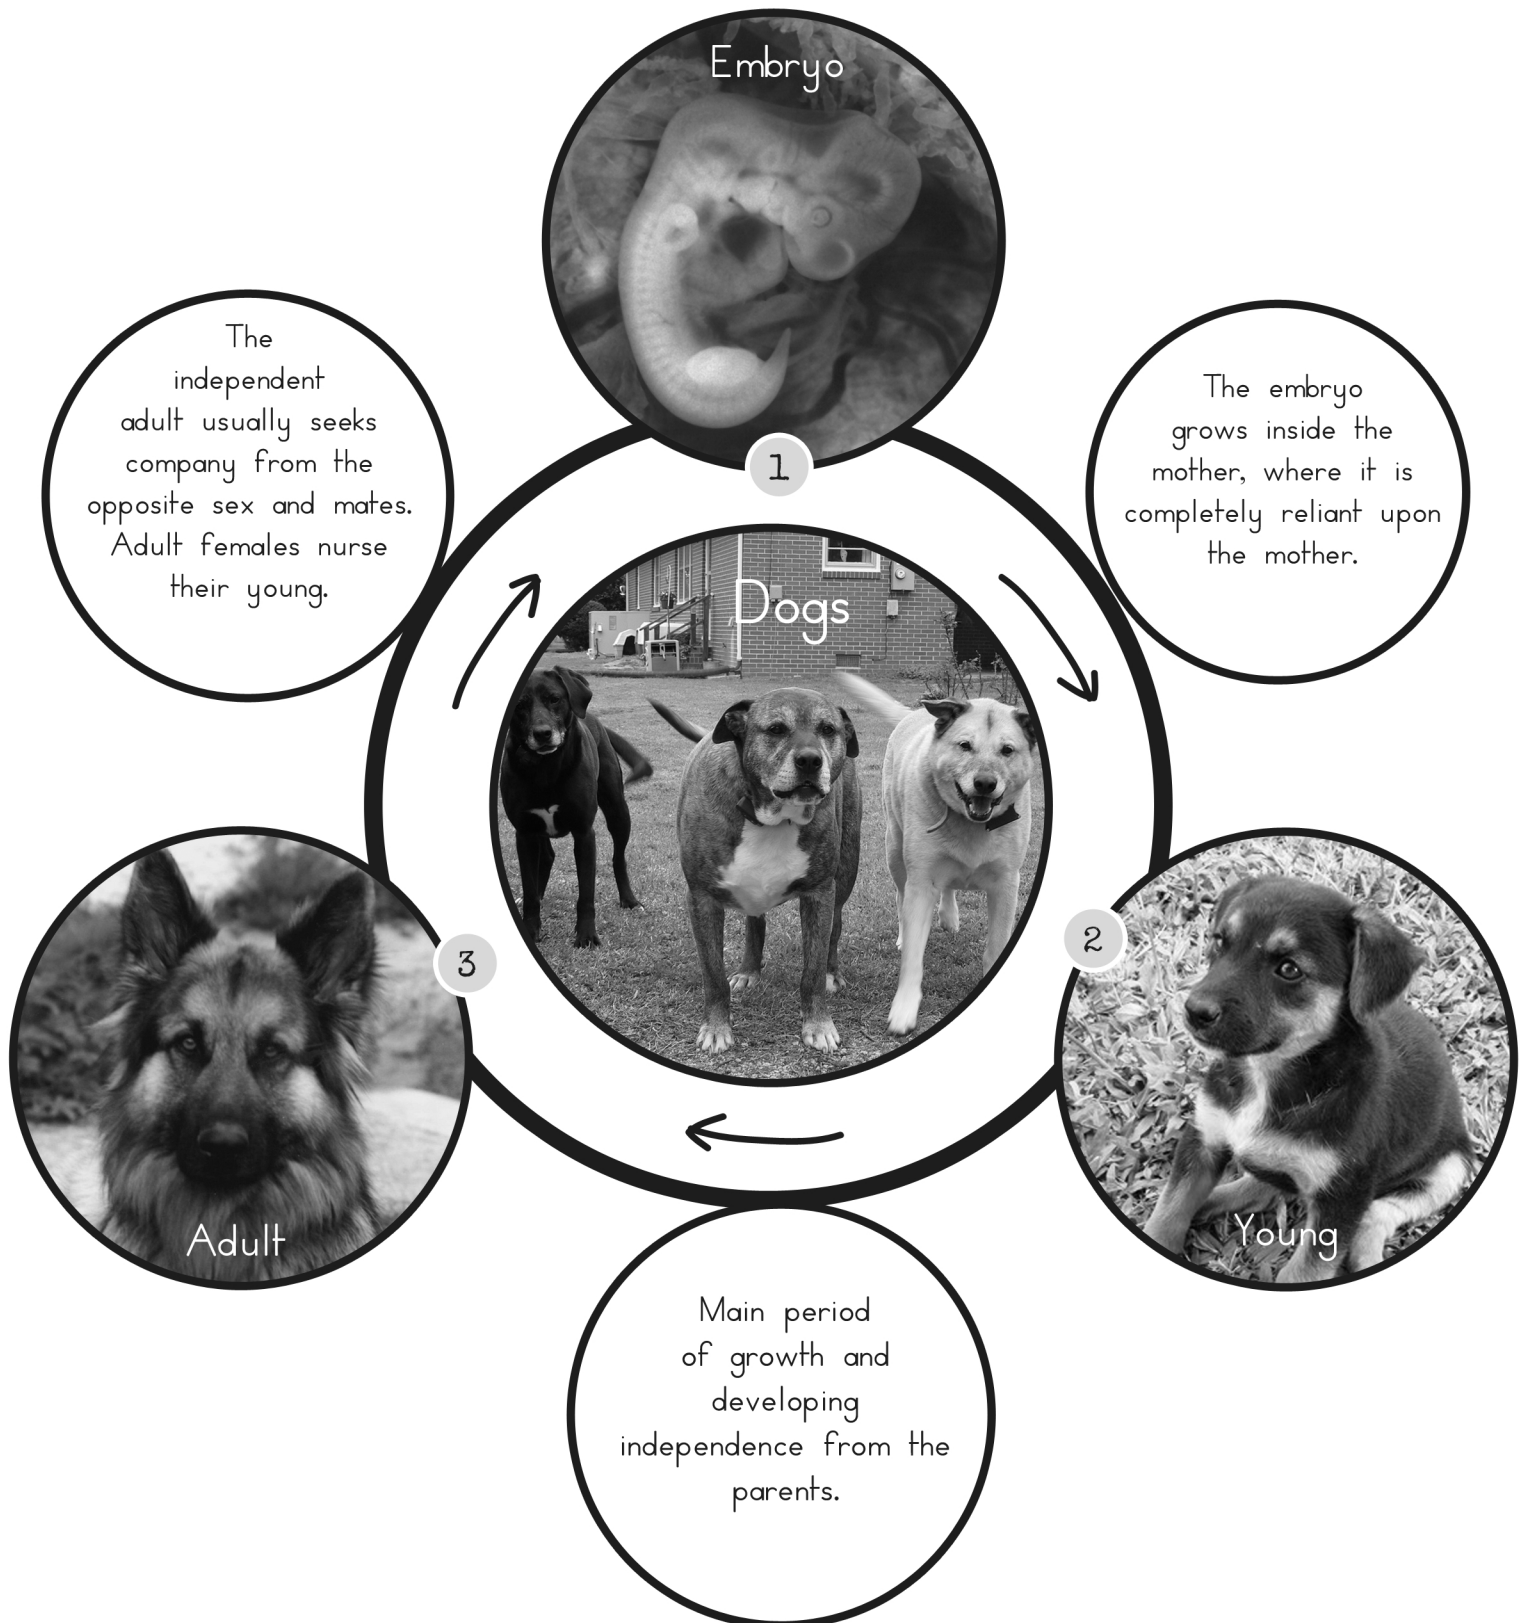 Embryo
1
The embryo
grows inside the
mother, where it is
completely reliant upon
the mother.
2
Young
Main period
of growth and
developing
independence from the
parents.
3
Adult
The
independent
adult usually seeks
company from the
opposite sex and mates.
Adult females nurse
their young.
Dogs